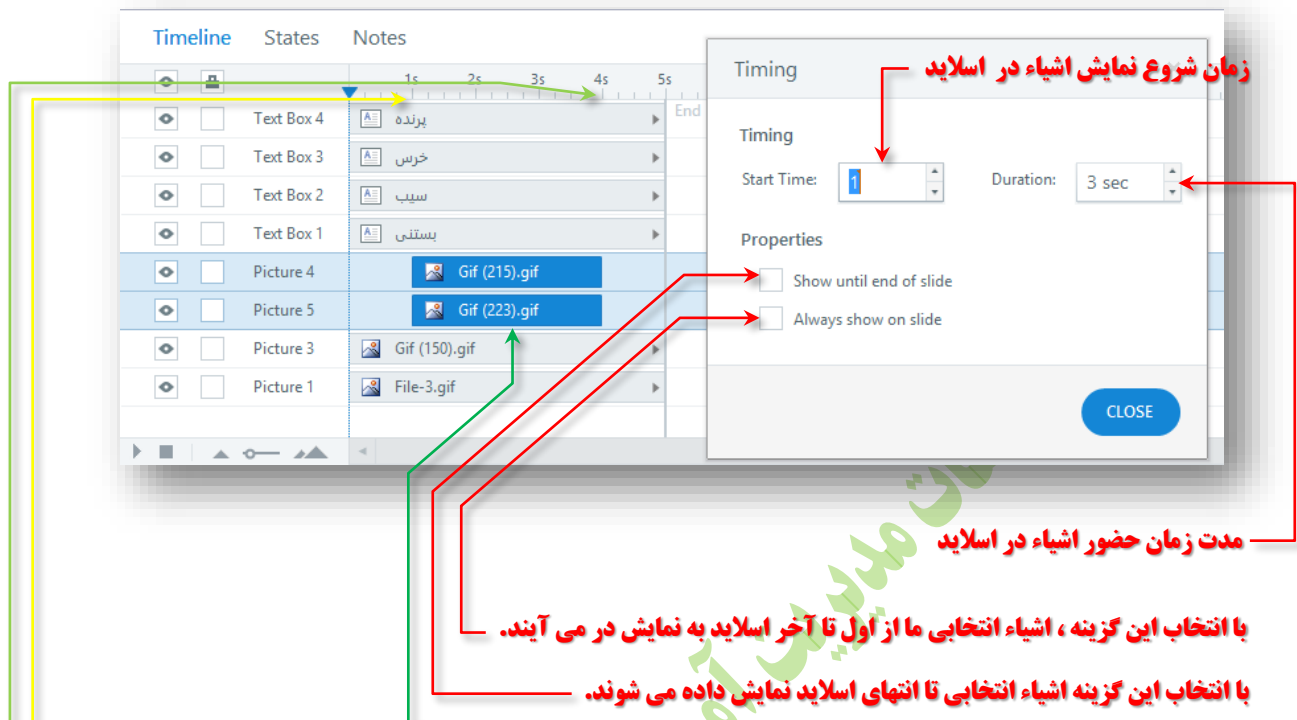 Timeline States Notes
1s 2s 3s 4s 5s
Text Box 4 پرنده End
Text Box 3 خرس
Text Box 2 سیب
Text Box 1 بستنی
Picture 4 Gif (215).gif
Picture 5 Gif (223).gif
Picture 3 Gif (150).gif
Picture 1 File-3.gif
Timing
زمان شروع نمایش اشیاء در اسلاید
Timing
Start Time: 1 Duration: 3 sec
Properties
Show until end of slide
Always show on slide
CLOSE
مدت زمان حضور اشیاء در اسلاید
با انتخاب این گزینه ، اشیاء انتخابی ما از اول تا آخر اسلاید به نمایش در می آیند.
با انتخاب این گزینه اشیاء انتخابی تا انتهای اسلاید نمایش داده می شوند.
مدیریت